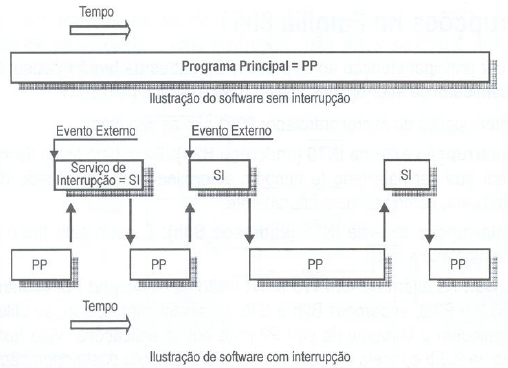 Tempo
Programa Principal = PP
Ilustração do software sem interrupção
Evento Externo
Evento Externo
Serviço de
Interrupção = SI
SI
SI
PP
PP
PP
PP
Tempo
Ilustração de software com interrupção